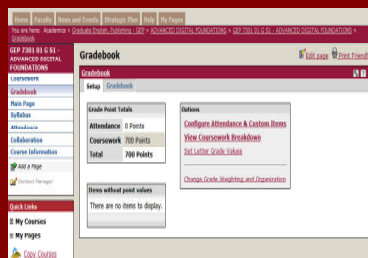 Home Faculty News and Events Strategic Plan Help My Pages
You are here: Academics > Graduate English, Publishing - GEP > ADVANCED DIGITAL FOUNDATIONS > GEP 7301 01 G S1 - ADVANCED DIGITAL FOUNDATIONS >
Gradebook
GEP 7301 01 G S1 -
ADVANCED DIGITAL
FOUNDATIONS
Coursework
Gradebook
Main Page
Syllabus
Attendance
Collaboration
Course Information
Add a Page
Context Manager
Quick Links
My Courses
My Pages
Copy Courses
Gradebook
Edit page Print Friendl
Gradebook
Setup Gradebook
Grade Point Totals
Attendance 0 Points
Coursework 700 Points
Total 700 Points
Items without point values
There are no items to display.
Options
Configure Attendance & Custom Items
View Coursework Breakdown
Set Letter Grade Values
Change Grade Weighting and Organization